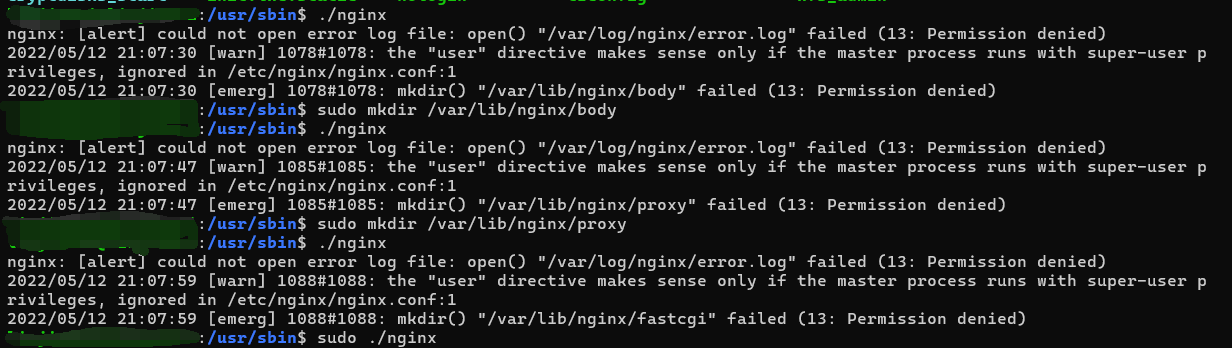 :/usr/sbin$ ./nginx
nginx: [alert] could not open error log file: open() "/var/log/nginx/error.log" failed (13: Permission denied)
2022/05/12 21:07:30 [warn] 1078#1078: the "user" directive makes sense only if the master process runs with super-user p
rivileges, ignored in /etc/nginx/nginx.conf:1
2022/05/12 21:07:30 [emerg] 1078#1078: mkdir() "/var/lib/nginx/body" failed (13: Permission denied)
:/usr/sbin$ sudo mkdir /var/lib/nginx/body
:/usr/sbin$ ./nginx
nginx: [alert] could not open error log file: open() "/var/log/nginx/error.log" failed (13: Permission denied)
2022/05/12 21:07:47 [warn] 1085#1085: the "user" directive makes sense only if the master process runs with super-user p
rivileges, ignored in /etc/nginx/nginx.conf:1
2022/05/12 21:07:47 [emerg] 1085#1085: mkdir() "/var/lib/nginx/proxy" failed (13: Permission denied)
:/usr/sbin$ sudo mkdir /var/lib/nginx/proxy
:/usr/sbin$ ./nginx
nginx: [alert] could not open error log file: open() "/var/log/nginx/error.log" failed (13: Permission denied)
2022/05/12 21:07:59 [warn] 1088#1088: the "user" directive makes sense only if the master process runs with super-user p
rivileges, ignored in /etc/nginx/nginx.conf:1
2022/05/12 21:07:59 [emerg] 1088#1088: mkdir() "/var/lib/nginx/fastcgi" failed (13: Permission denied)
:/usr/sbin$ sudo ./nginx